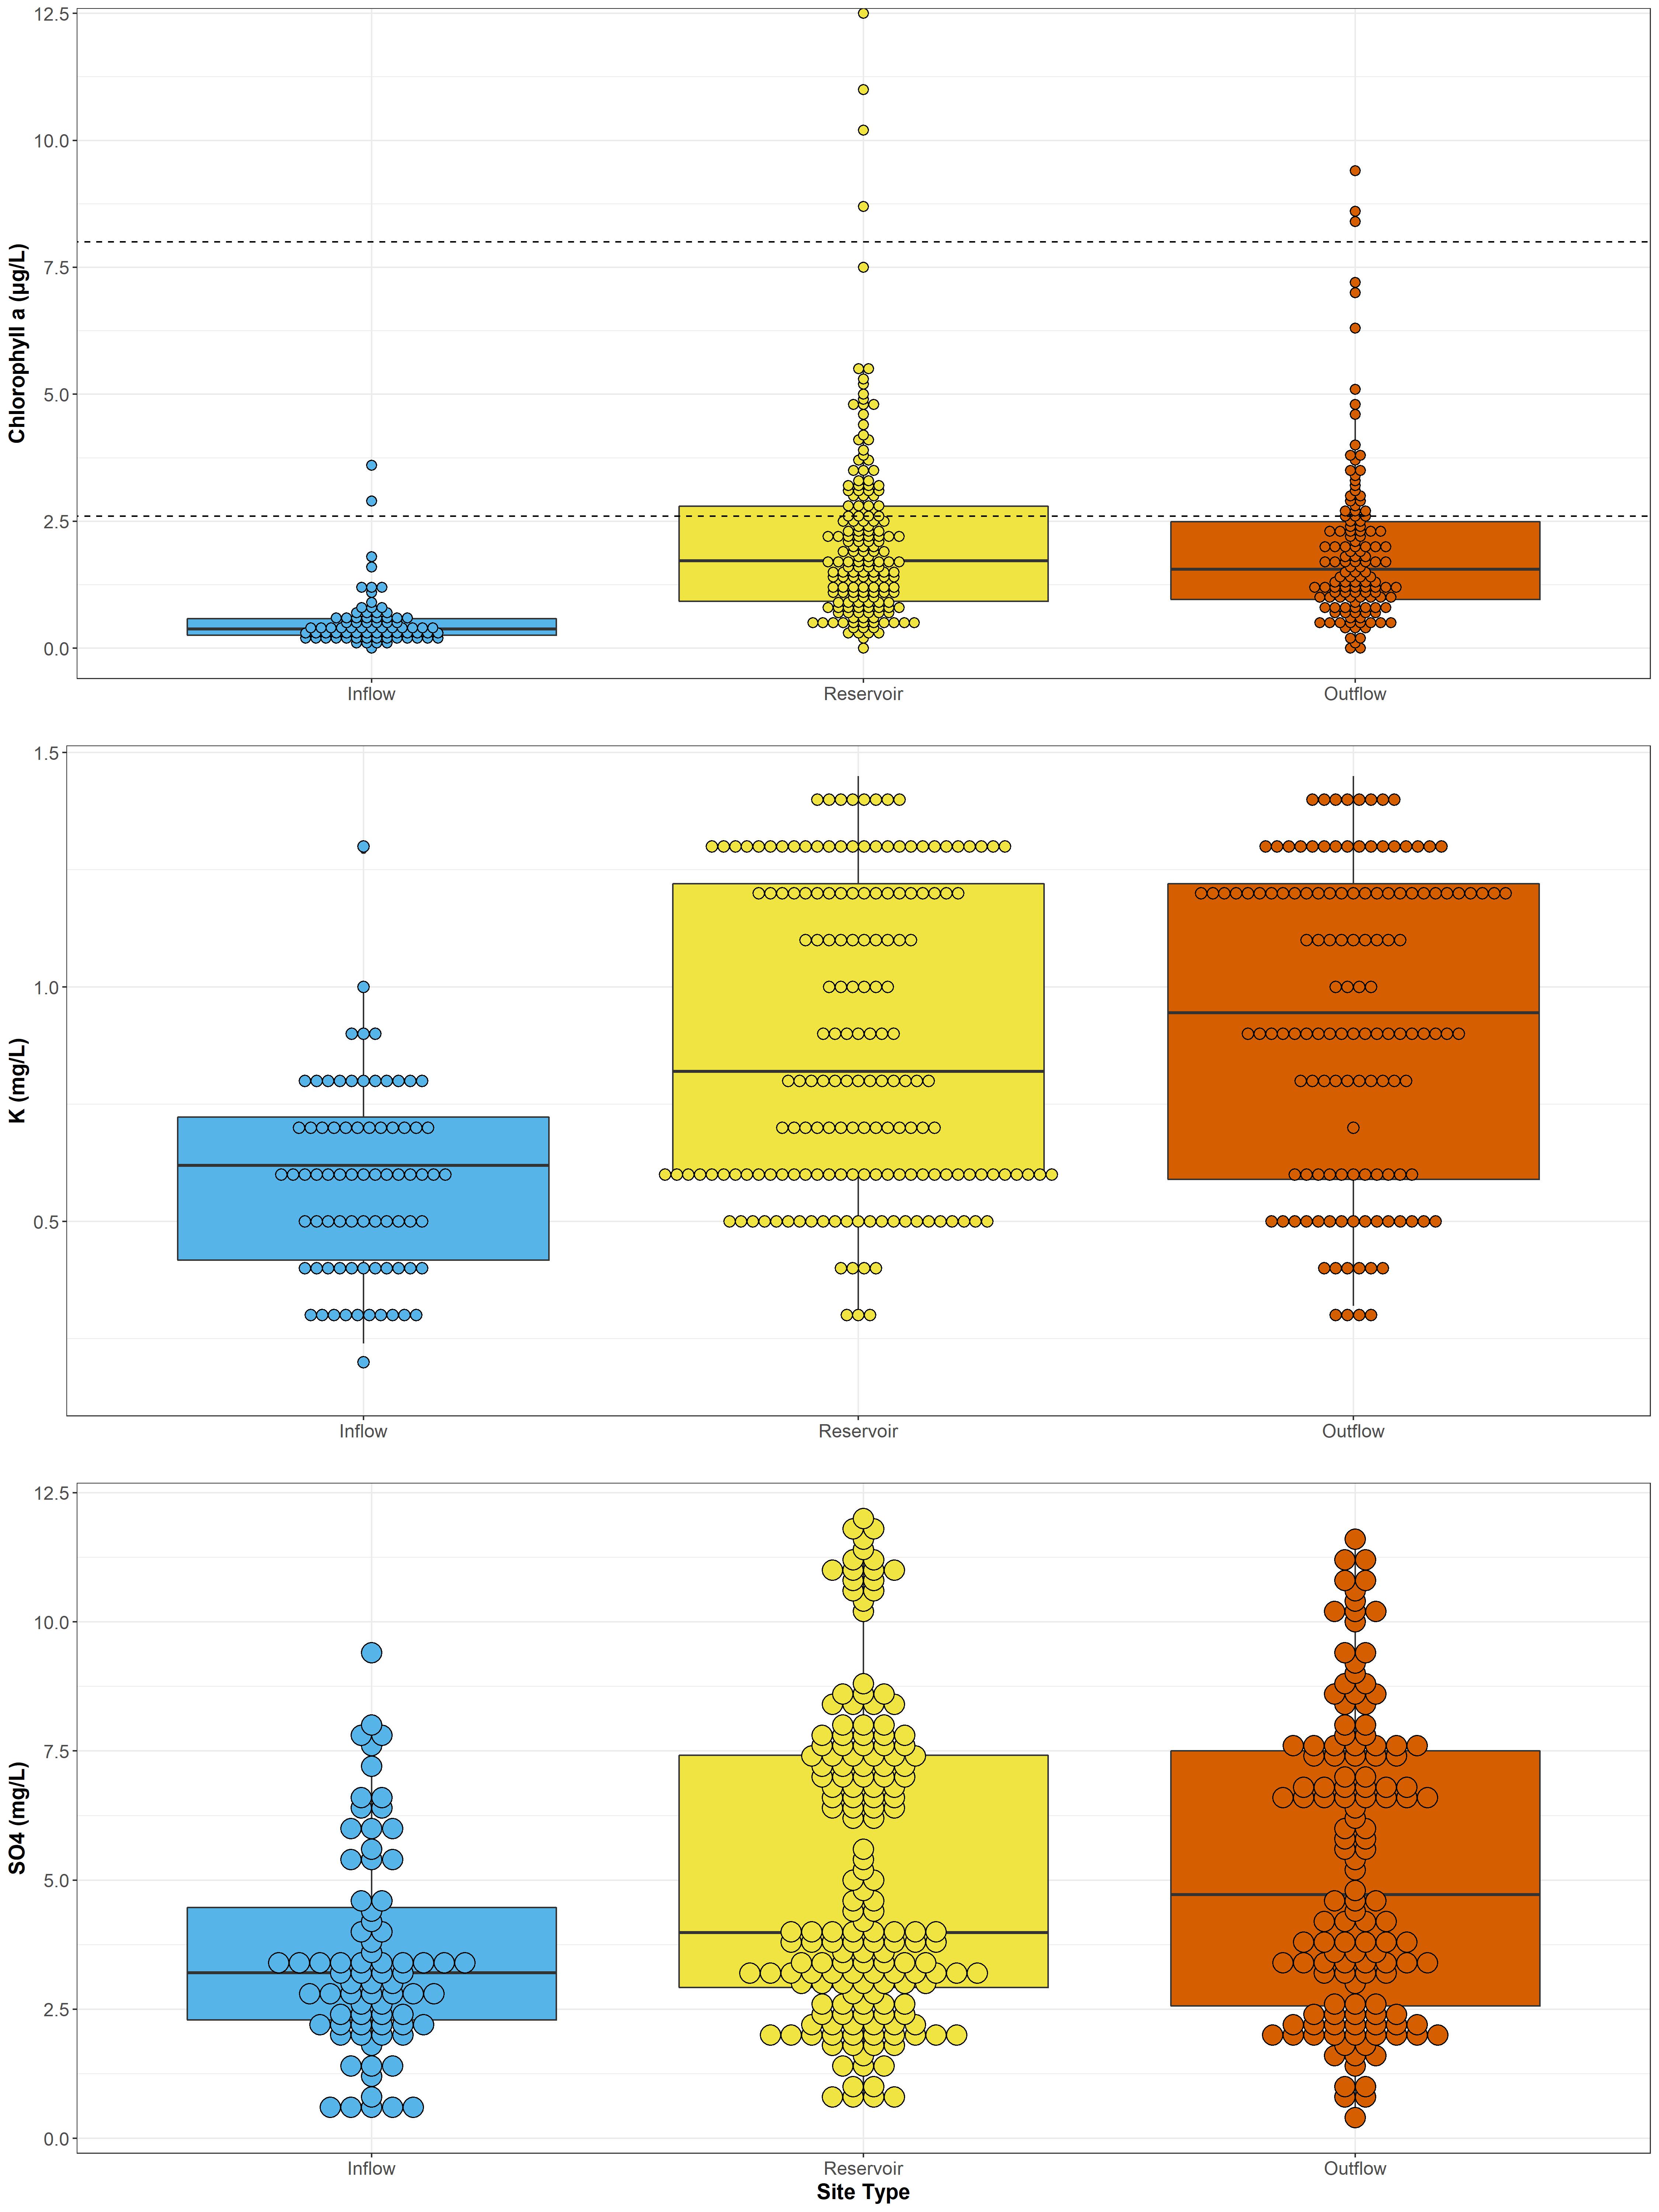 Chlorophyll a (µg/L)
12.5
10.0
7.5
5.0
2.5
0.0
Inflow Reservoir Outflow
K (mg/L)
1.5
1.0
0.5
Inflow Reservoir Outflow
SO4 (mg/L)
12.5
10.0
7.5
5.0
2.5
0.0
Inflow Reservoir Outflow
Site Type